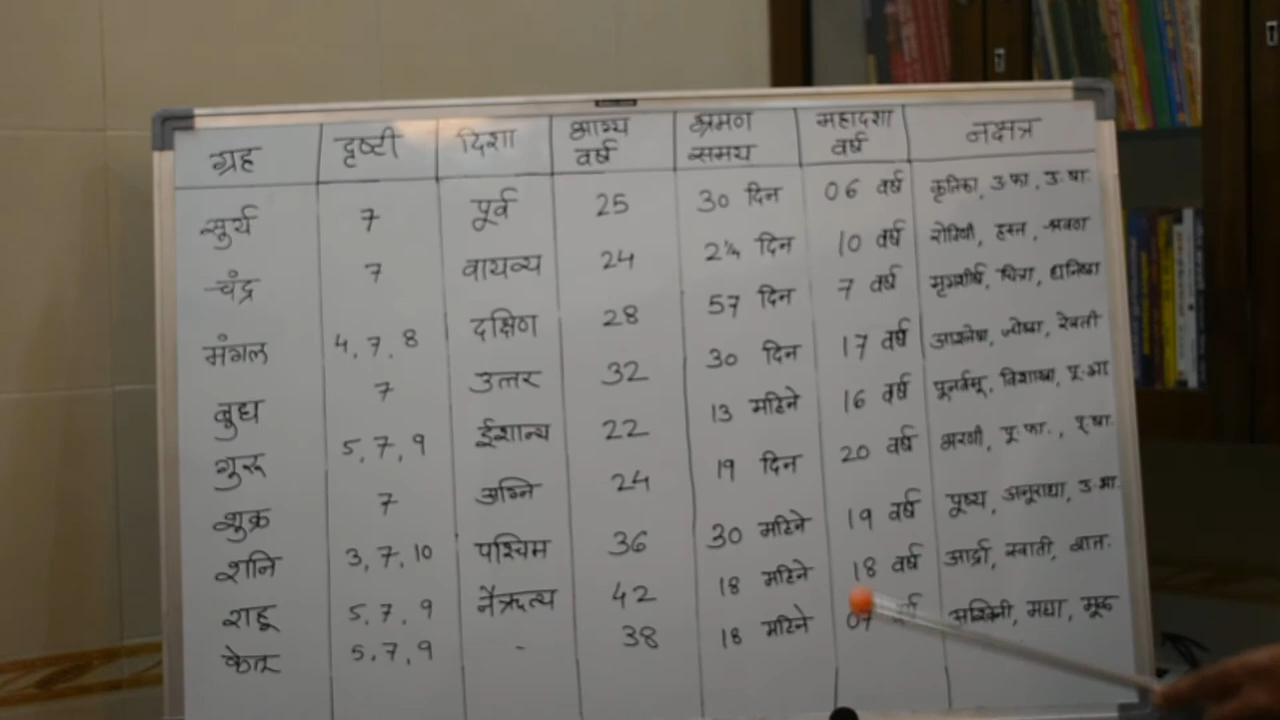 ग्रह दृष्टी दिशा भाग्य वर्ष भ्रमण समय महादशा वर्ष नक्षत्र
सुर्य 7 पूर्व 25 30 दिन 06 वर्ष कृतिका, उ.फा, उ.षा.
चंद्र 7 वायव्य 24 2¼ दिन 10 वर्ष रोहिणी, हस्त, श्रवण
मंगल 4, 7, 8 दक्षिण 28 57 दिन 7 वर्ष मृगशीर्ष, चित्रा, धनिष्ठा
बुध 7 उत्तर 32 30 दिन 17 वर्ष आश्लेषा, ज्येष्ठा, रेवती
गुरू 5, 7, 9 ईशान्य 22 13 महिने 16 वर्ष पूनर्वसू, विशाखा, पू.भा
शुक्र 7 अग्नि 24 19 दिन 20 वर्ष भरणी, पू.फा., पू.षा.
शनि 3, 7, 10 पश्चिम 36 30 महिने 19 वर्ष पूष्य, अनूराधा, उ.भा.
राहू 5, 7, 9 नैऋत्य 42 18 महिने 18 वर्ष आर्द्रा, स्वाती, शत.
केतू 5, 7, 9 - 38 18 महिने 07 वर्ष अश्विनी, मघा, मूळ